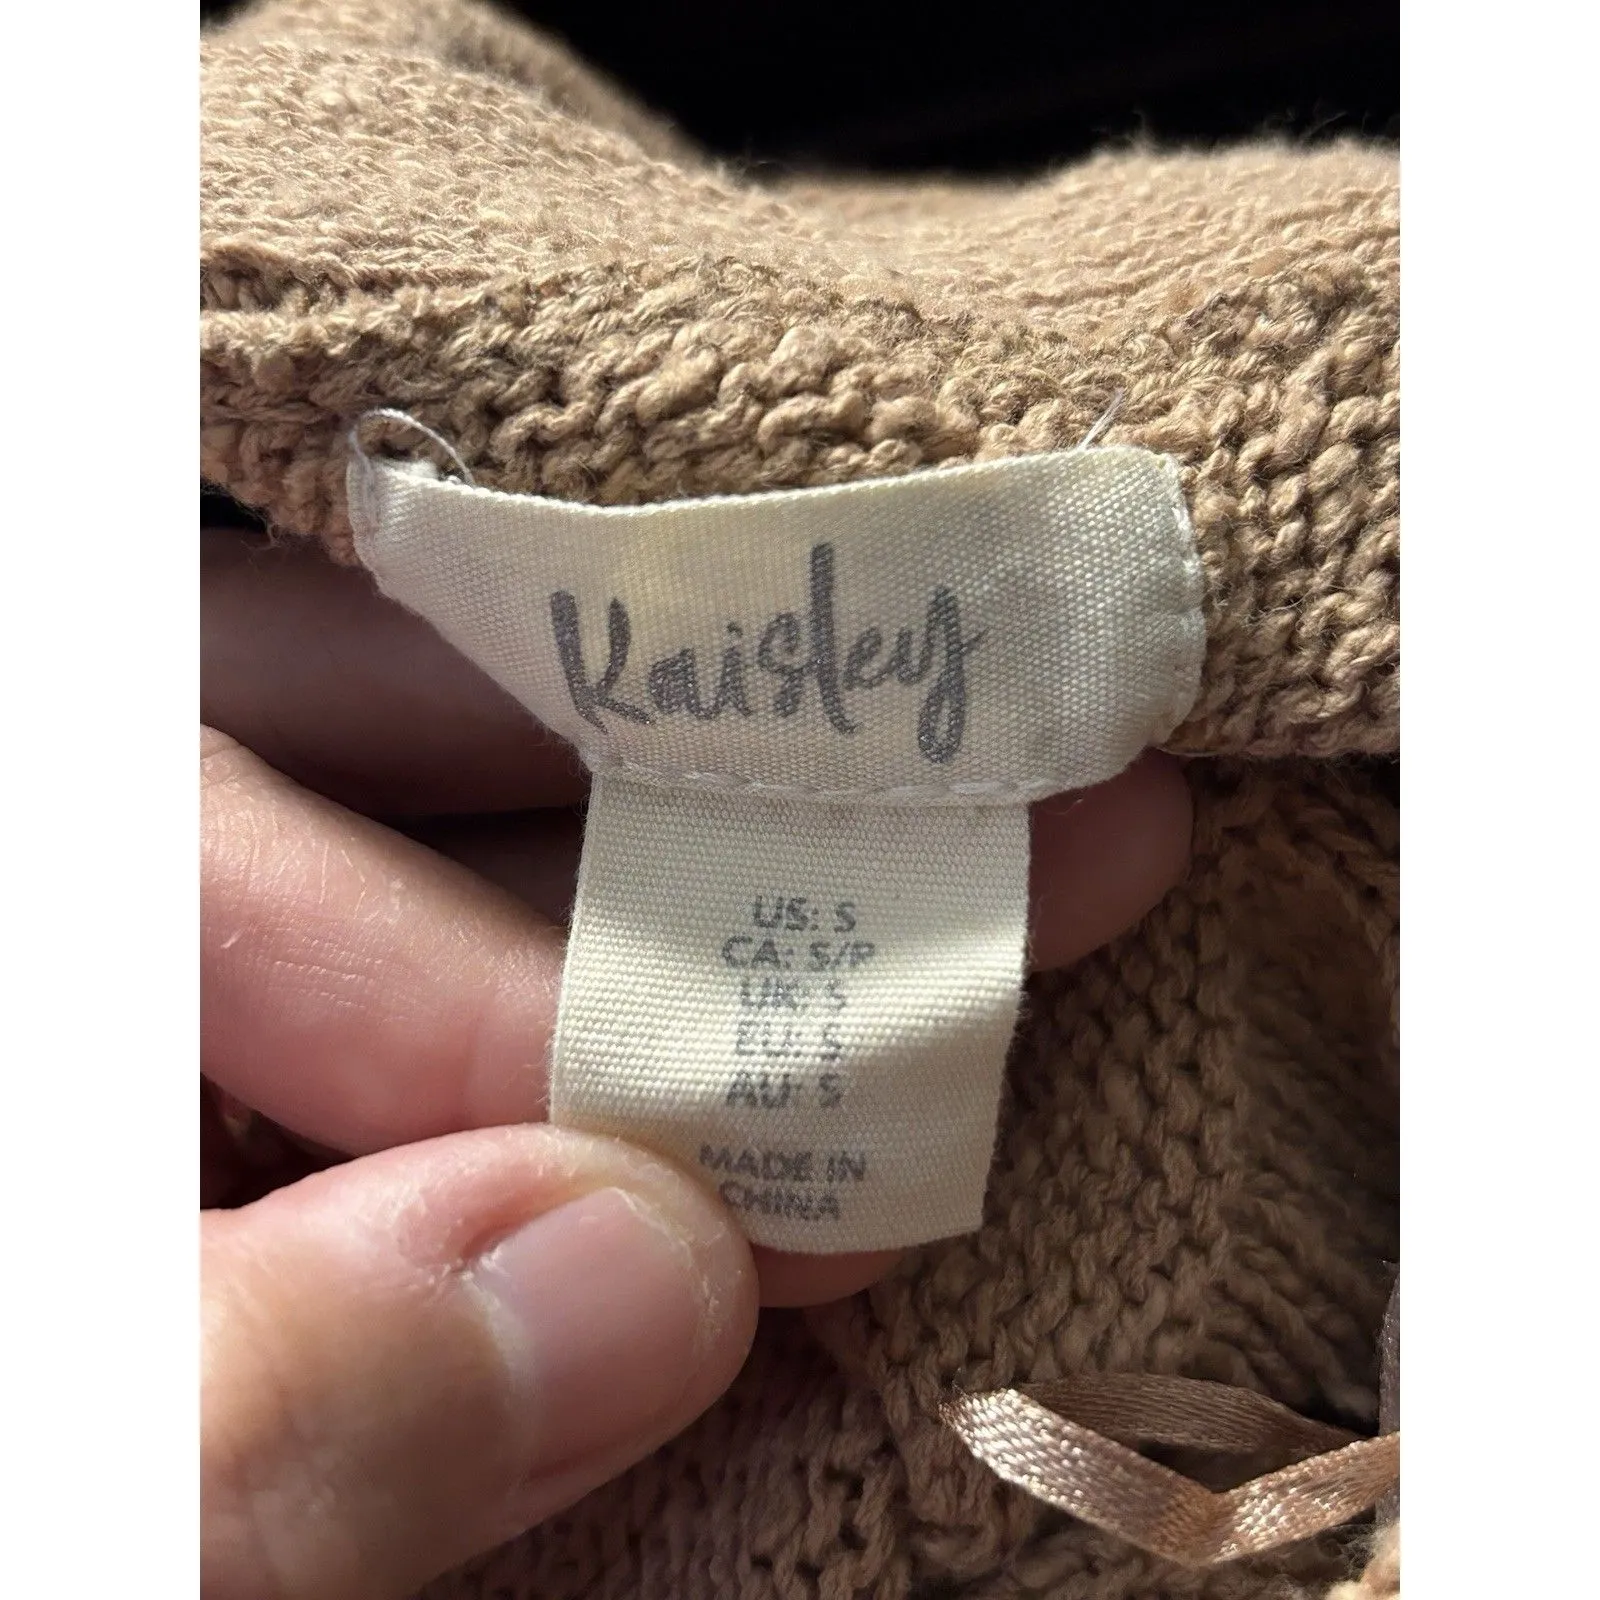 Kaisley
US: S
CA: S/P
UK: S
EU: S
AU: S
MADE IN
CHINA